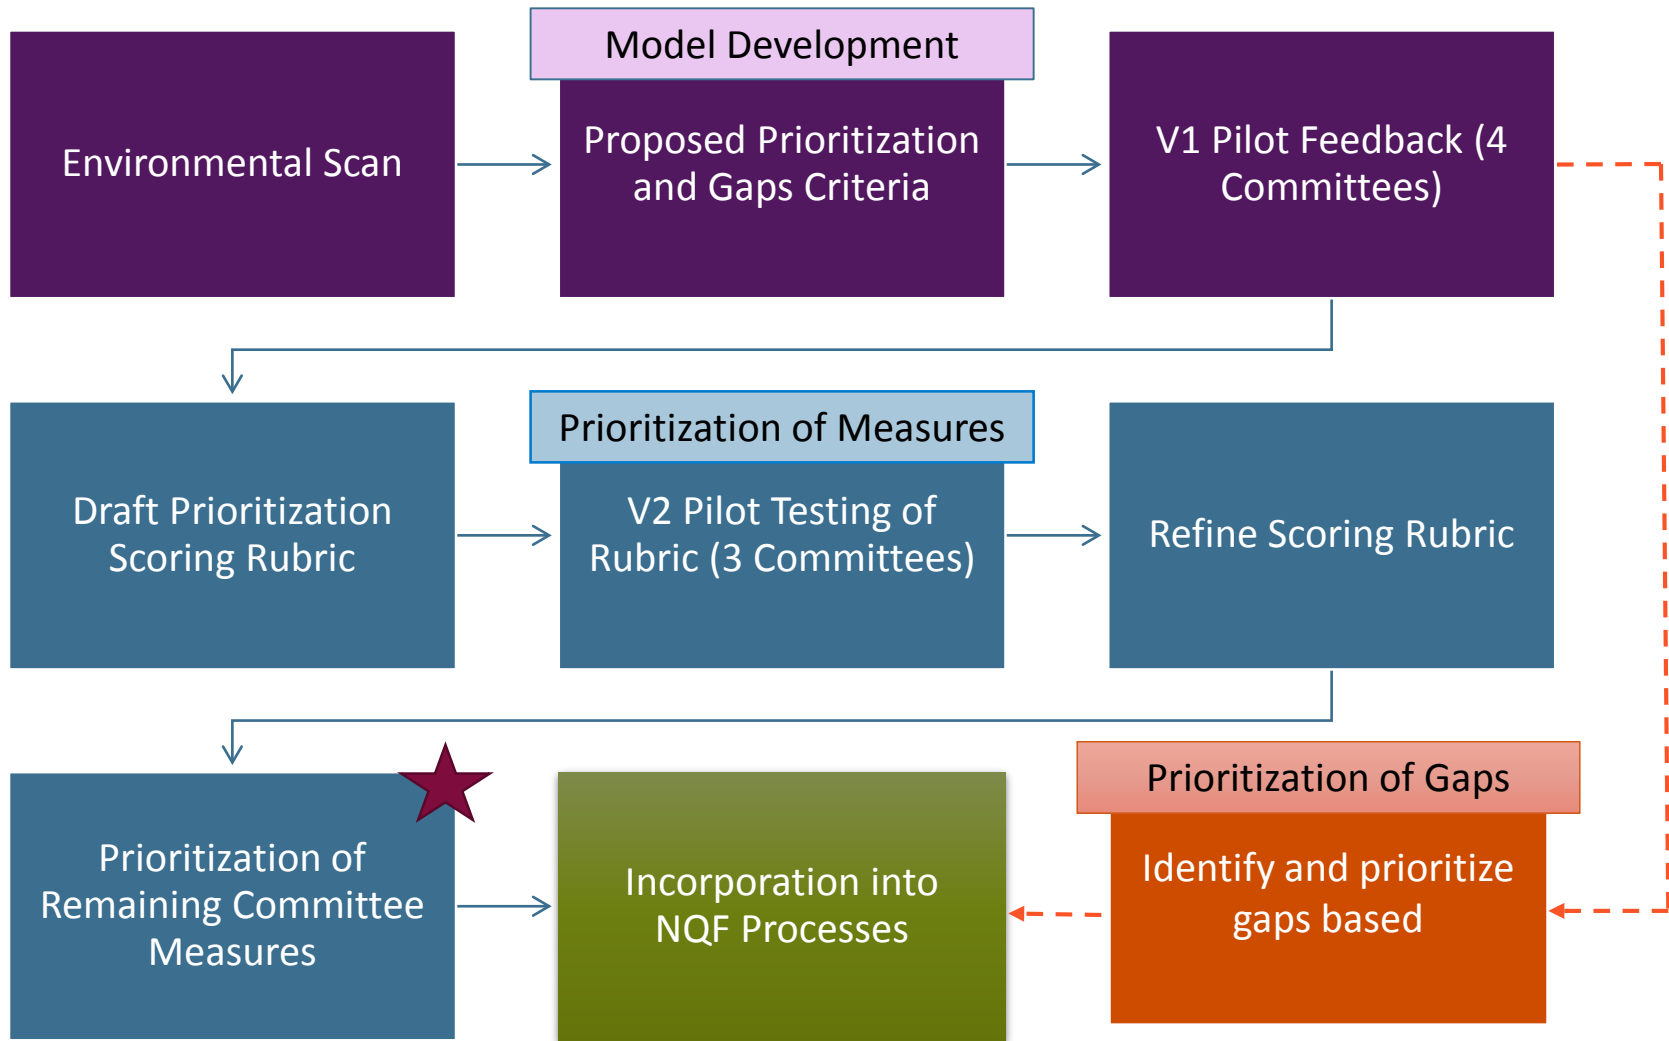 Model Development
Environmental Scan
Proposed Prioritization
and Gaps Criteria
V1 Pilot Feedback (4
Committees)
Prioritization of Measures
Draft Prioritization
Scoring Rubric
V2 Pilot Testing of
Rubric (3 Committees)
Refine Scoring Rubric
Prioritization of
Remaining Committee
Measures
Incorporation into
NQF Processes
Prioritization of Gaps
Identify and prioritize
gaps based